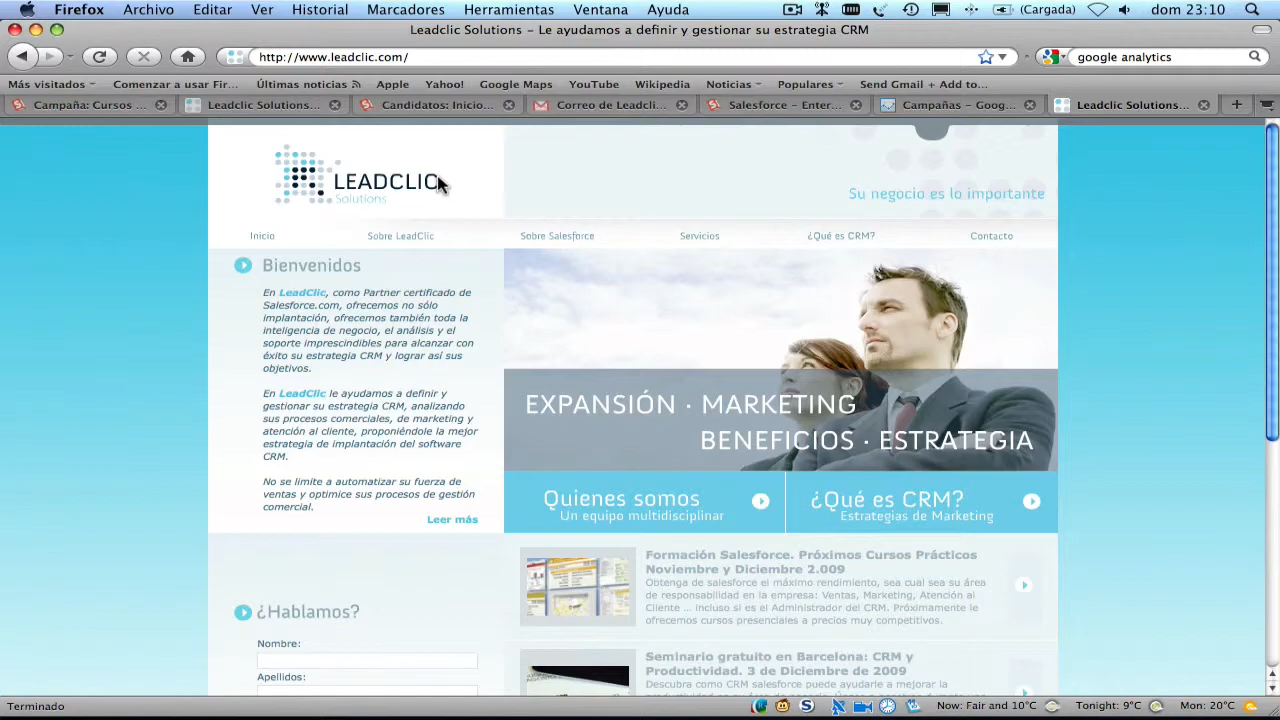 Firefox Archivo Editar Ver Historial Marcadores Herramientas Ventana Ayuda (Cargada) dom 23:10
Leadclic Solutions – Le ayudamos a definir y gestionar su estrategia CRM
http://www.leadclic.com/ google analytics
Más visitados Comenzar a usar Fir... Últimas noticias Apple Yahoo! Google Maps YouTube Wikipedia Noticias Populares Send Gmail + Add to...
Campaña: Cursos ... Leadclic Solutions... Candidatos: Inicio... Correo de Leadcli... Salesforce – Enter... Campañas – Goog... Leadclic Solutions...
LEADCLIC
Solutions
Su negocio es lo importante
Inicio Sobre LeadClic Sobre Salesforce Servicios ¿Qué es CRM? Contacto
Bienvenidos
En LeadClic, como Partner certificado de
Salesforce.com, ofrecemos no sólo
implantación, ofrecemos también toda la
inteligencia de negocio, el análisis y el
soporte imprescindibles para alcanzar con
éxito su estrategia CRM y lograr así sus
objetivos.
En LeadClic le ayudamos a definir y
gestionar su estrategia CRM, analizando
sus procesos comerciales, de marketing y
atención al cliente, proponiéndole la mejor
estrategia de implantación del software
CRM.
No se limite a automatizar su fuerza de
ventas y optimice sus procesos de gestión
comercial.
Leer más
EXPANSIÓN · MARKETING
BENEFICIOS · ESTRATEGIA
Quienes somos
Un equipo multidisciplinar
¿Qué es CRM?
Estrategias de Marketing
Formación Salesforce. Próximos Cursos Prácticos
Noviembre y Diciembre 2.009
Obtenga de salesforce el máximo rendimiento, sea cual sea su área
de responsabilidad en la empresa: Ventas, Marketing, Atención al
Cliente ... incluso si es el Administrador del CRM. Próximamente le
ofrecemos cursos presenciales a precios muy competitivos.
¿Hablamos?
Nombre:
Apellidos:
Seminario gratuito en Barcelona: CRM y
Productividad. 3 de Diciembre de 2009
Descubra como CRM salesforce puede ayudarle a mejorar la
Terminado Now: Fair and 10°C Tonight: 9°C Mon: 20°C